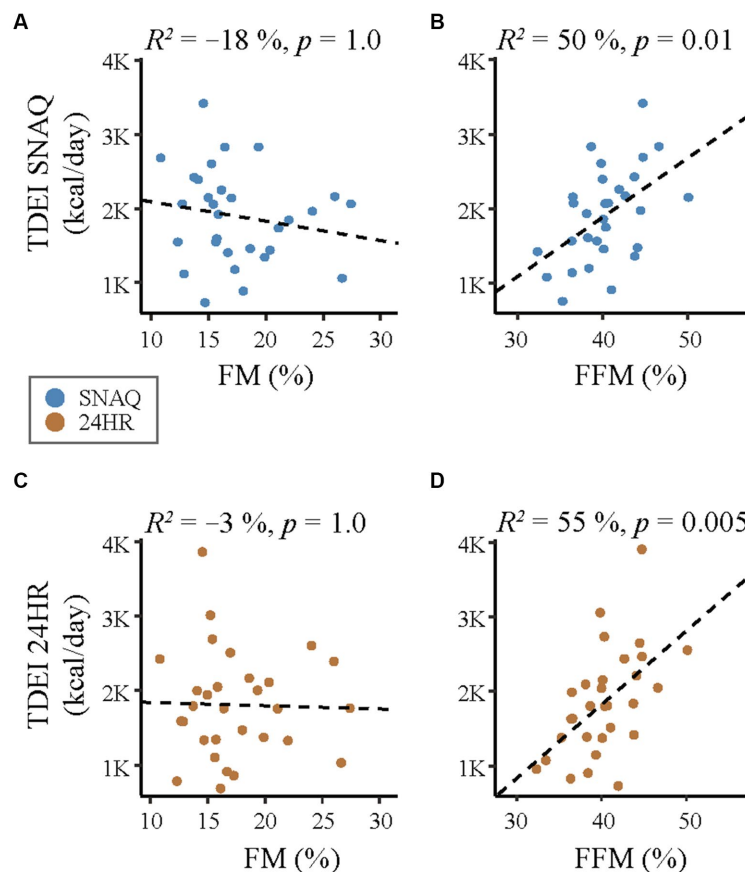 A
B
R² = –18 %, p = 1.0
R² = 50 %, p = 0.01
TDEI SNAQ
(kcal/day)
4K
3K
2K
1K
10 15 20 25 30
FM (%)
4K
3K
2K
1K
30 40 50
FFM (%)
SNAQ
24HR
C
D
R² = –3 %, p = 1.0
R² = 55 %, p = 0.005
TDEI 24HR
(kcal/day)
4K
3K
2K
1K
10 15 20 25 30
FM (%)
4K
3K
2K
1K
30 40 50
FFM (%)